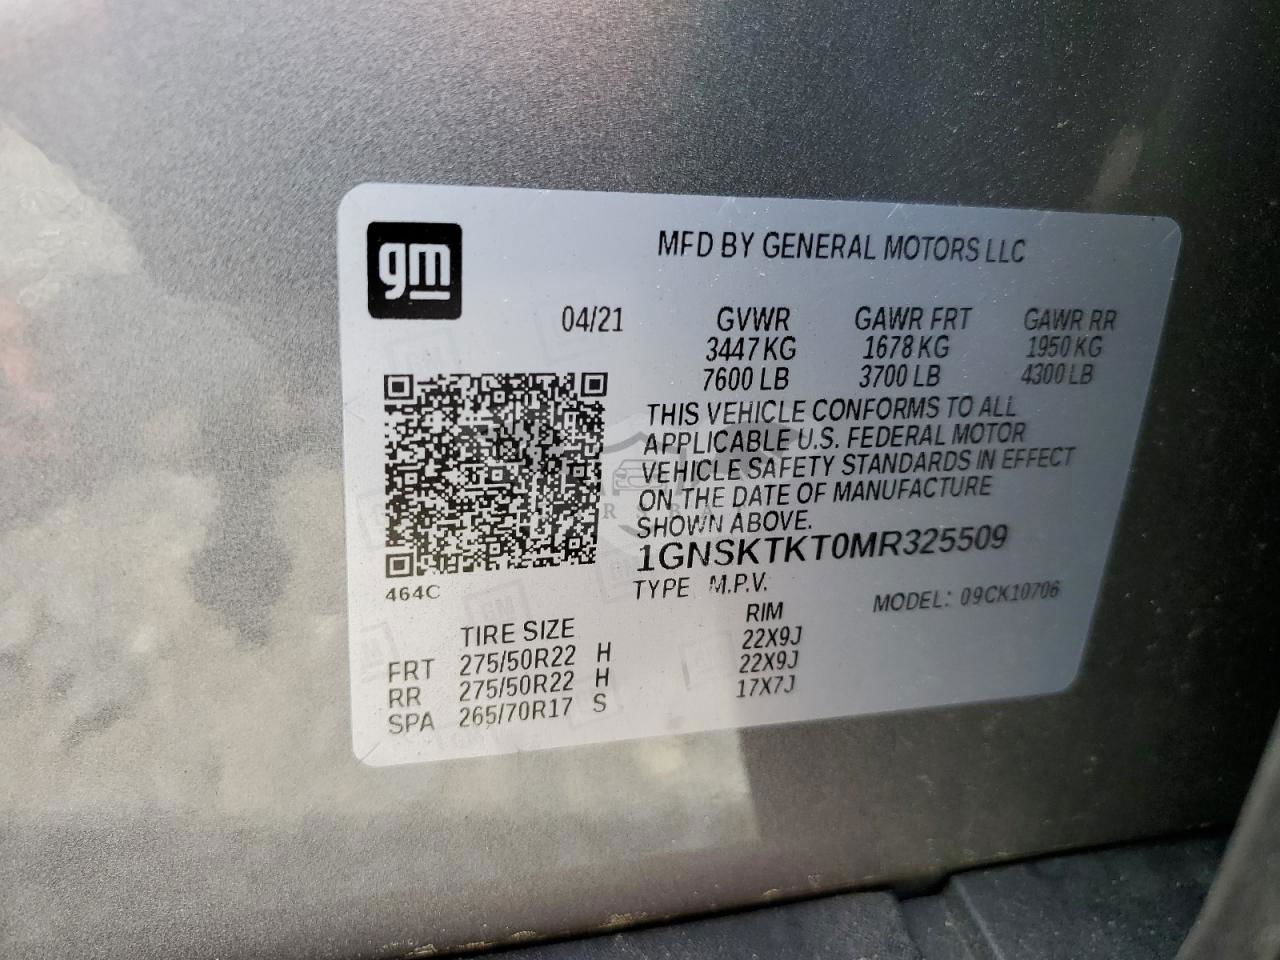 gm
MFD BY GENERAL MOTORS LLC
04/21 GVWR GAWR FRT GAWR RR
3447 KG 1678 KG 1950 KG
7600 LB 3700 LB 4300 LB
THIS VEHICLE CONFORMS TO ALL
APPLICABLE U.S. FEDERAL MOTOR
VEHICLE SAFETY STANDARDS IN EFFECT
ON THE DATE OF MANUFACTURE
SHOWN ABOVE.
1GNSKTKT0MR325509
464C
TYPE M.P.V. MODEL: 09CK10706
TIRE SIZE RIM
FRT 275/50R22 H 22X9J
RR 275/50R22 H 22X9J
SPA 265/70R17 S 17X7J